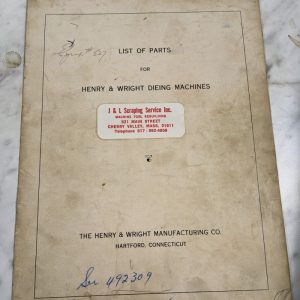 LIST OF PARTS
FOR
HENRY & WRIGHT DIEING MACHINES
J & L Scraping Service Inc.
MACHINE TOOL REBUILDING
501 MAIN STREET
CHERRY VALLEY, MASS. 01611
THE HENRY & WRIGHT MANUFACTURING CO.
HARTFORD, CONNECTICUT
Ser 492309